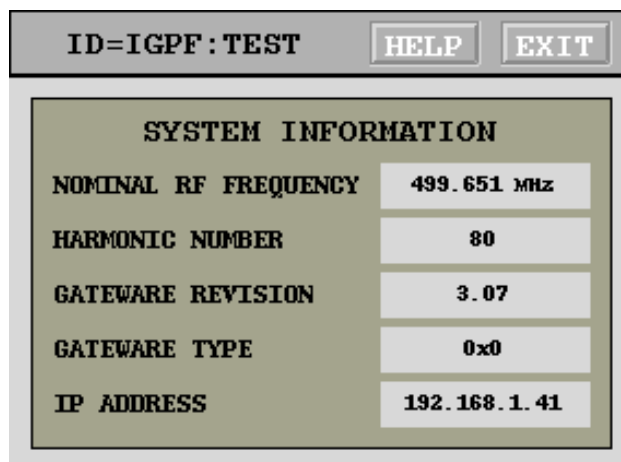 ID=IGPF:TEST HELP EXIT
SYSTEM INFORMATION
NOMINAL RF FREQUENCY 499.651 MHz
HARMONIC NUMBER 80
GATEWARE REVISION 3.07
GATEWARE TYPE 0x0
IP ADDRESS 192.168.1.41